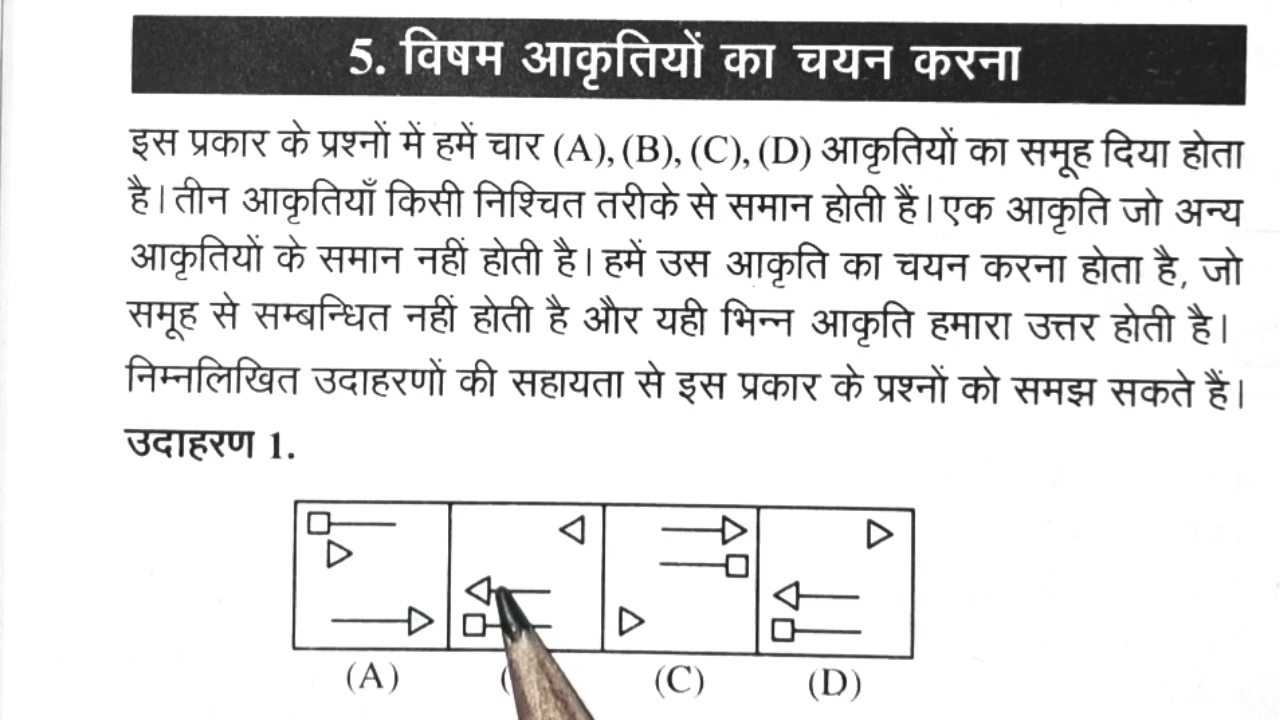 5. विषम आकृतियों का चयन करना
इस प्रकार के प्रश्नों में हमें चार (A), (B), (C), (D) आकृतियों का समूह दिया होता
है। तीन आकृतियाँ किसी निश्चित तरीके से समान होती हैं। एक आकृति जो अन्य
आकृतियों के समान नहीं होती है। हमें उस आकृति का चयन करना होता है, जो
समूह से सम्बन्धित नहीं होती है और यही भिन्न आकृति हमारा उत्तर होती है।
निम्नलिखित उदाहरणों की सहायता से इस प्रकार के प्रश्नों को समझ सकते हैं।
उदाहरण 1.
(A) (C) (D)